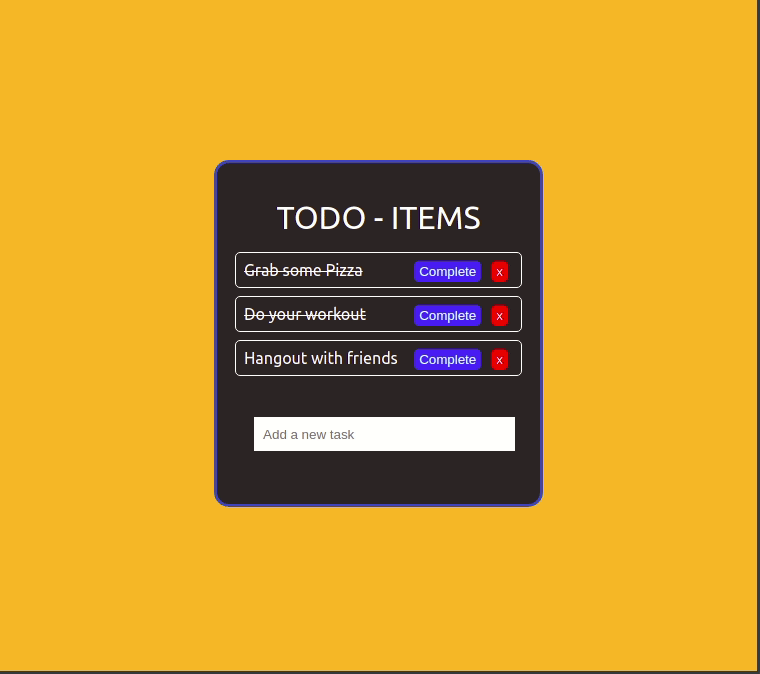 TODO - ITEMS
Grab some Pizza Complete x
Do your workout Complete x
Hangout with friends Complete x
Add a new task